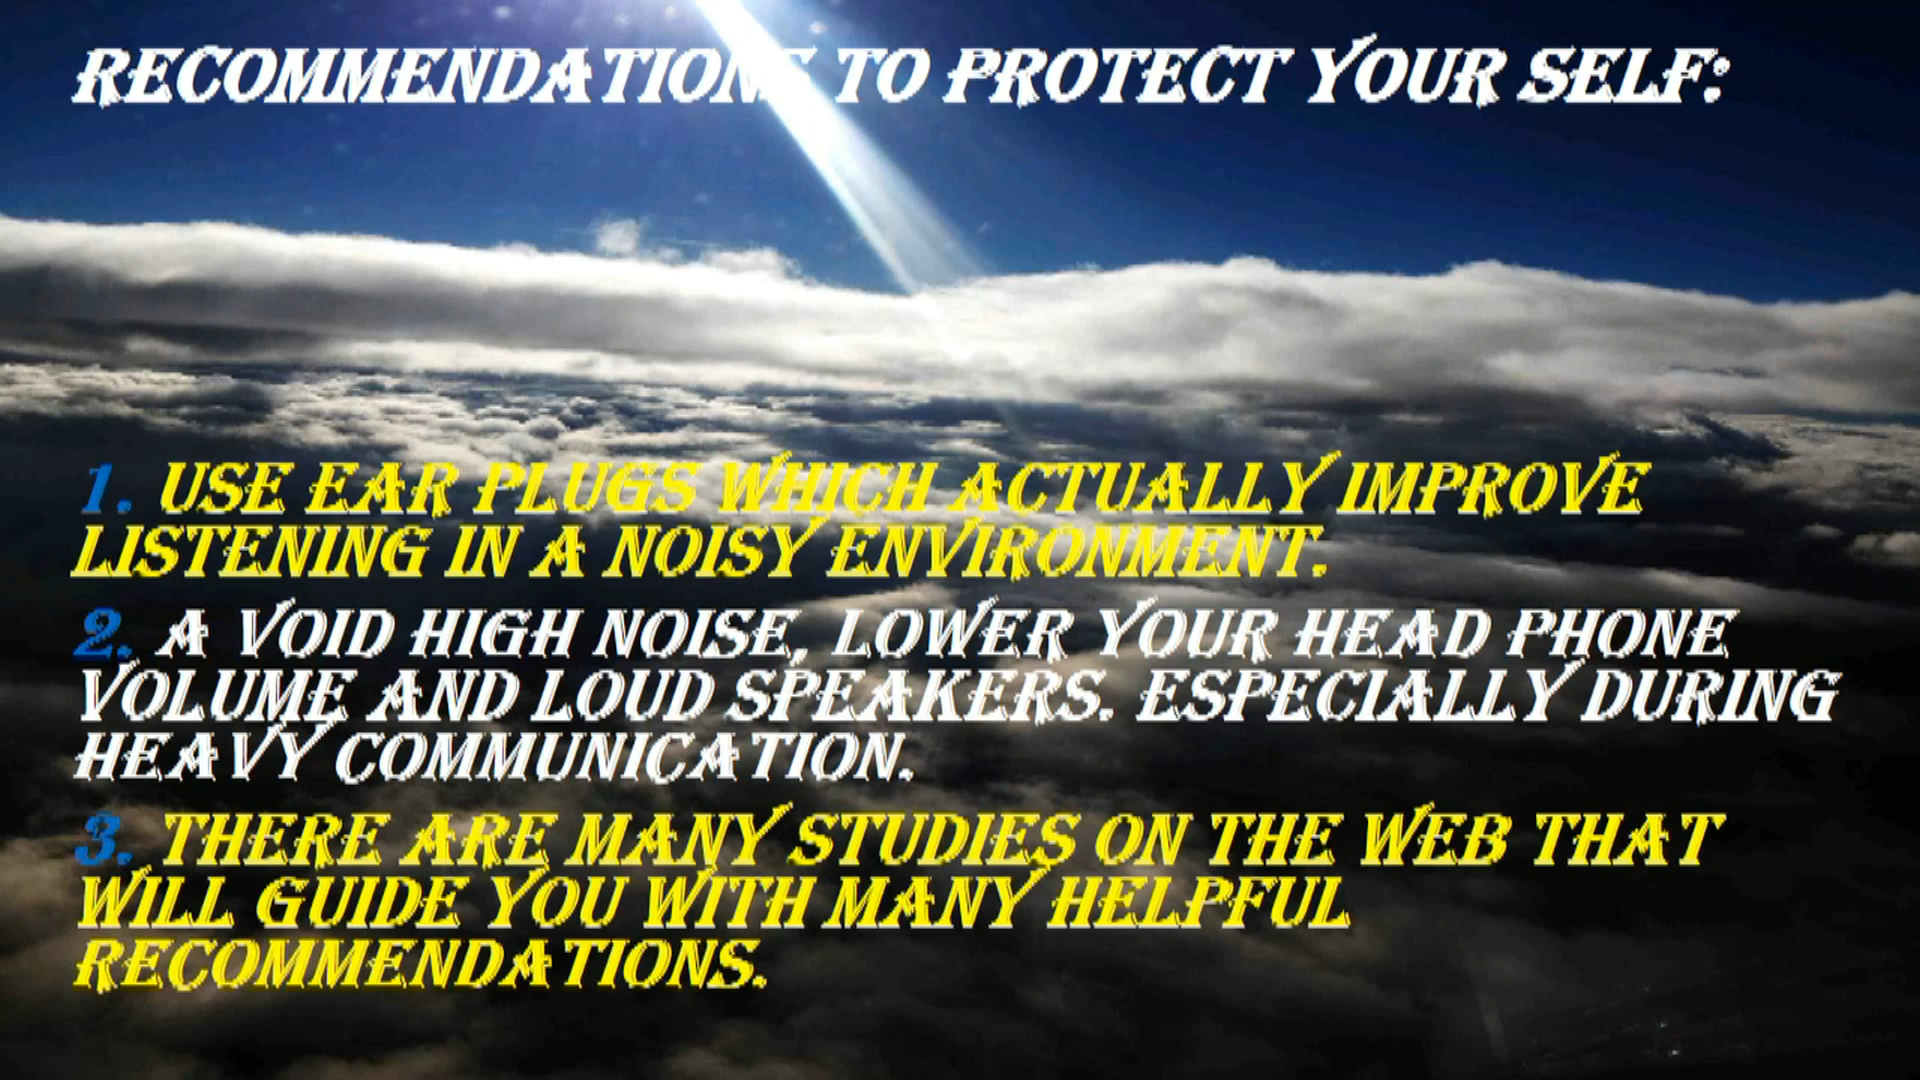 RECOMMENDATIONS TO PROTECT YOUR SELF:
1. USE EAR PLUGS WHICH ACTUALLY IMPROVE
LISTENING IN A NOISY ENVIRONMENT.
2. A VOID HIGH NOISE, LOWER YOUR HEAD PHONE
VOLUME AND LOUD SPEAKERS. ESPECIALLY DURING
HEAVY COMMUNICATION.
3. THERE ARE MANY STUDIES ON THE WEB THAT
WILL GUIDE YOU WITH MANY HELPFUL
RECOMMENDATIONS.